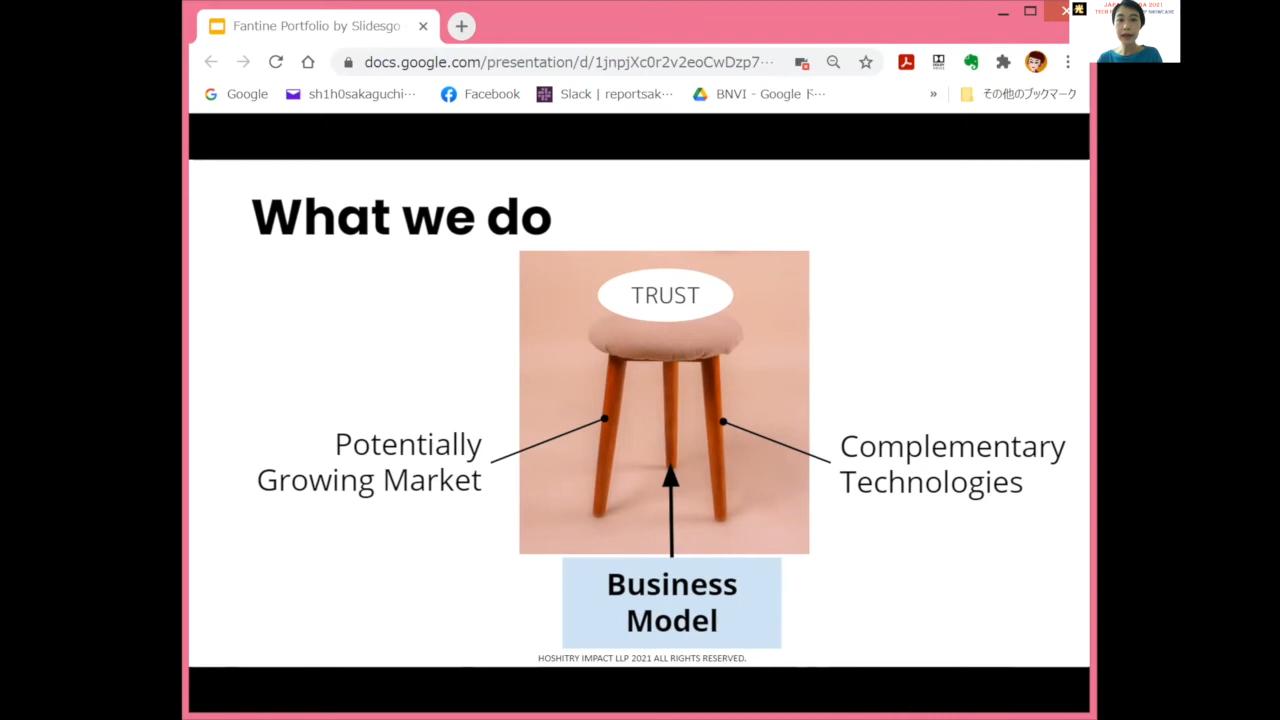 Fantine Portfolio by Slidesgo
docs.google.com/presentation/d/1jnpjXc0r2v2eoCwDzp7···
Google
sh1h0sakaguchi···
Facebook
Slack | reportsak···
BNVI - Google ド···
»
その他のブックマーク
What we do
TRUST
Potentially
Growing Market
Complementary
Technologies
Business
Model
HOSHITRY IMPACT LLP 2021 ALL RIGHTS RESERVED.